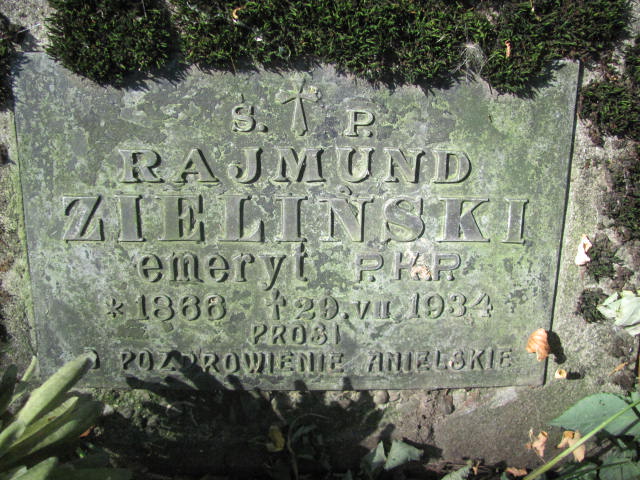 Ś. P.
RAJMUND
ZIELIŃSKI
emeryt P.K.P.
* 1868 † 29. VII 1934
PROSI
O POZDROWIENIE ANIELSKIE